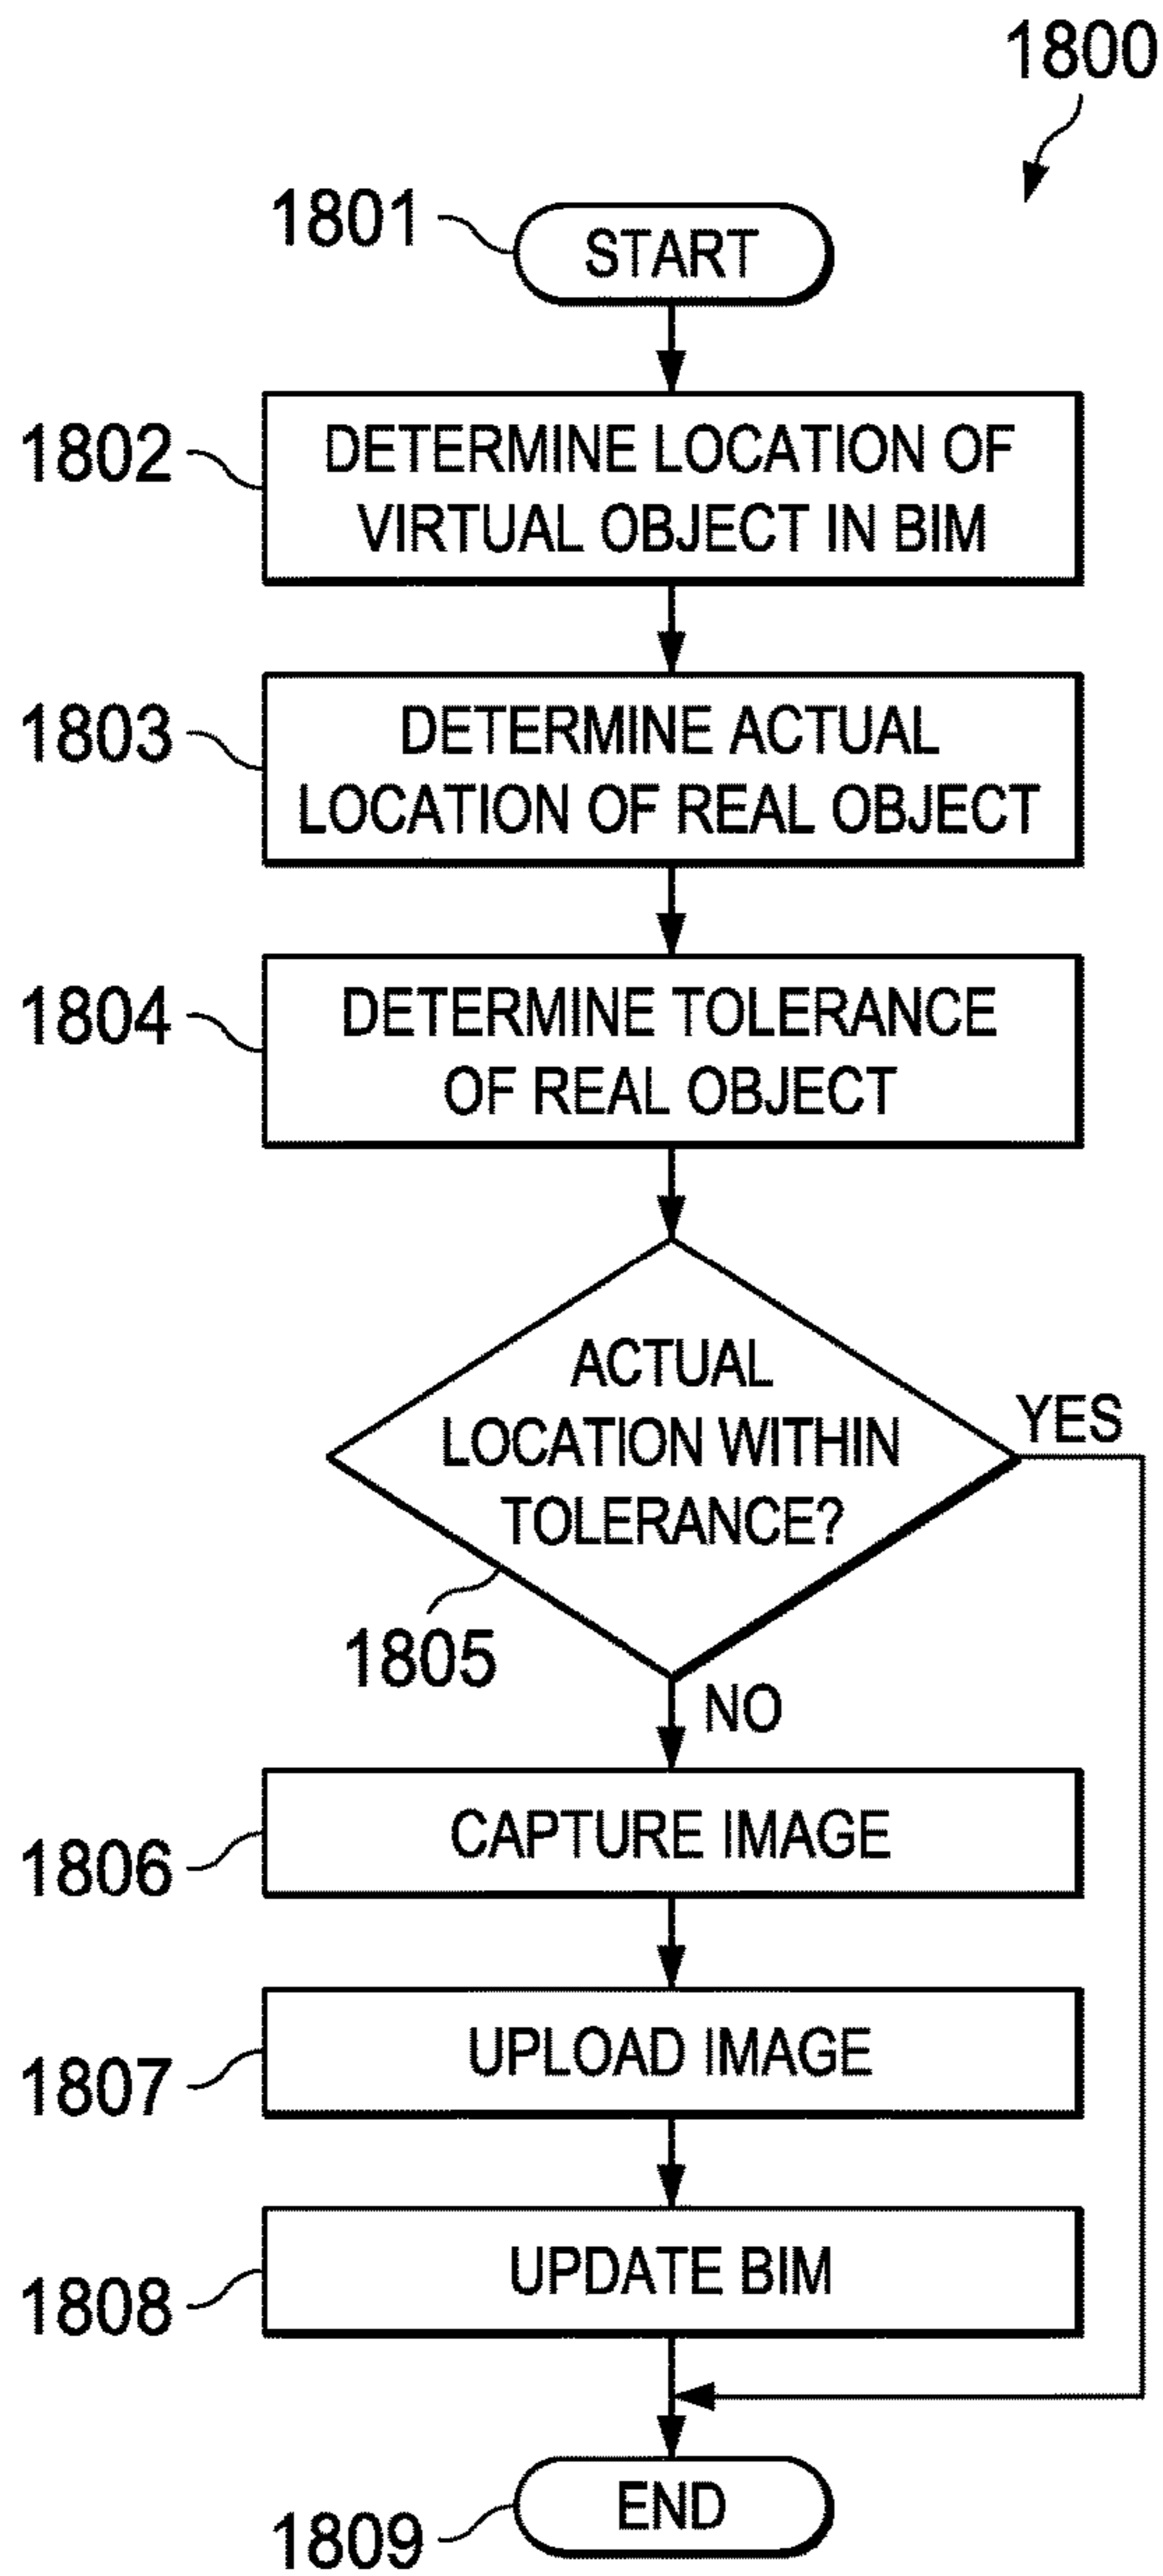 1800
1801
START
1802
DETERMINE LOCATION OF
VIRTUAL OBJECT IN BIM
1803
DETERMINE ACTUAL
LOCATION OF REAL OBJECT
1804
DETERMINE TOLERANCE
OF REAL OBJECT
ACTUAL
LOCATION WITHIN
TOLERANCE?
YES
1805
NO
1806
CAPTURE IMAGE
1807
UPLOAD IMAGE
1808
UPDATE BIM
1809
END